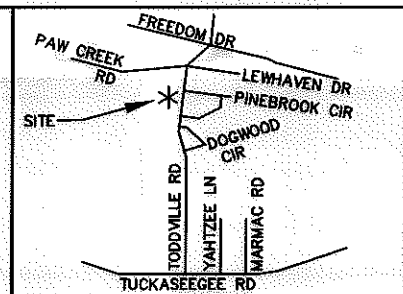 FREEDOM DR
PAW CREEK
RD
LEWHAVEN DR
PINEBROOK CIR
SITE
DOGWOOD
CIR
TODDVILLE RD
YAHTZEE LN
MARMAC RD
TUCKASEEGEE RD